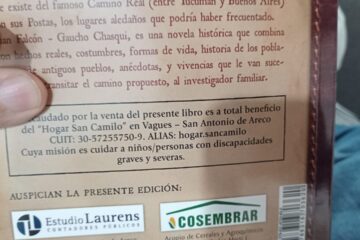 e existe del famoso Camino Real (entre Tucumán y Buenos Aires)
sus Postas, los lugares aledaños que podría haber frecuentado.
an Falcón - Gaucho Chasqui, es una novela histórica que combina
hechos reales, costumbres, formas de vida, historia de los pobla-
de antiguos pueblos, anécdotas, y vivencias que le van suce-
transitar el camino propuesto, al investigador familiar.
caudado por la venta del presente libro es a total beneficio
del "Hogar San Camilo" en Vagues - San Antonio de Areco
CUIT: 30-57255750-9. ALIAS: hogar.sancamilo
Cuya misión es cuidar a niños/personas con discapacidades
graves y severas.
AUSPICIAN LA PRESENTE EDICIÓN:
Estudio Laurens
CONTADORES PÚBLICOS
COSEMBRAR
Acopio de Cereales y Agroquímicos